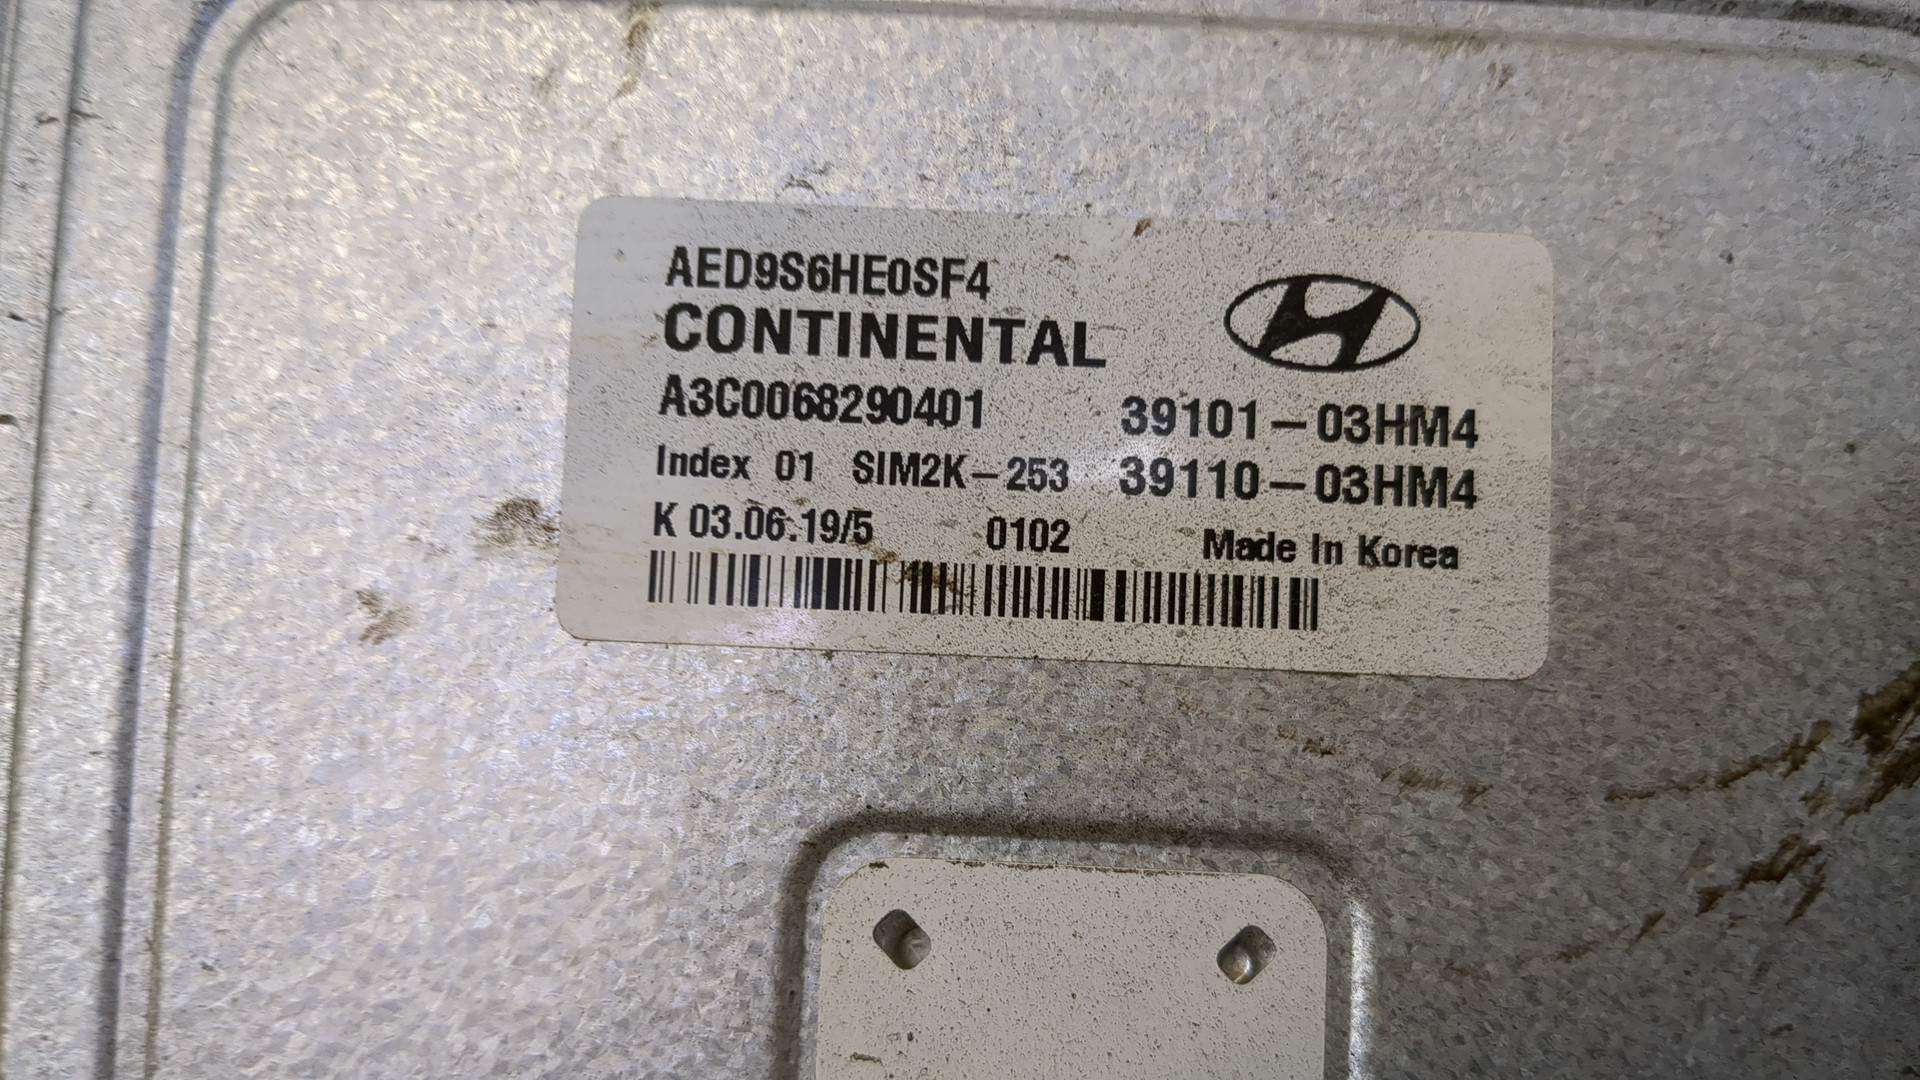 AED9S6HE0SF4
CONTINENTAL
A3C0068290401 39101-03HM4
Index 01 SIM2K-253 39110-03HM4
K 03.06.19/5 0102 Made In Korea